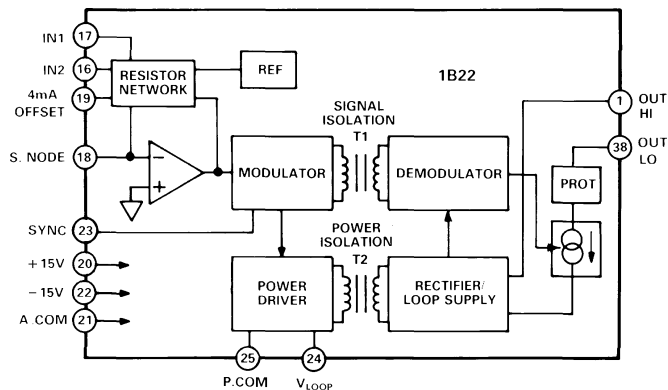 IN1
17
IN2
16
4mA
OFFSET
19
RESISTOR
NETWORK
REF
1B22
SIGNAL
ISOLATION
T1
1
OUT
HI
38
OUT
LO
S. NODE
18
−
+
MODULATOR
DEMODULATOR
PROT
SYNC
23
POWER
ISOLATION
T2
+15V
20
−15V
22
A.COM
21
POWER
DRIVER
RECTIFIER/
LOOP SUPPLY
25
24
P.COM
VLOOP